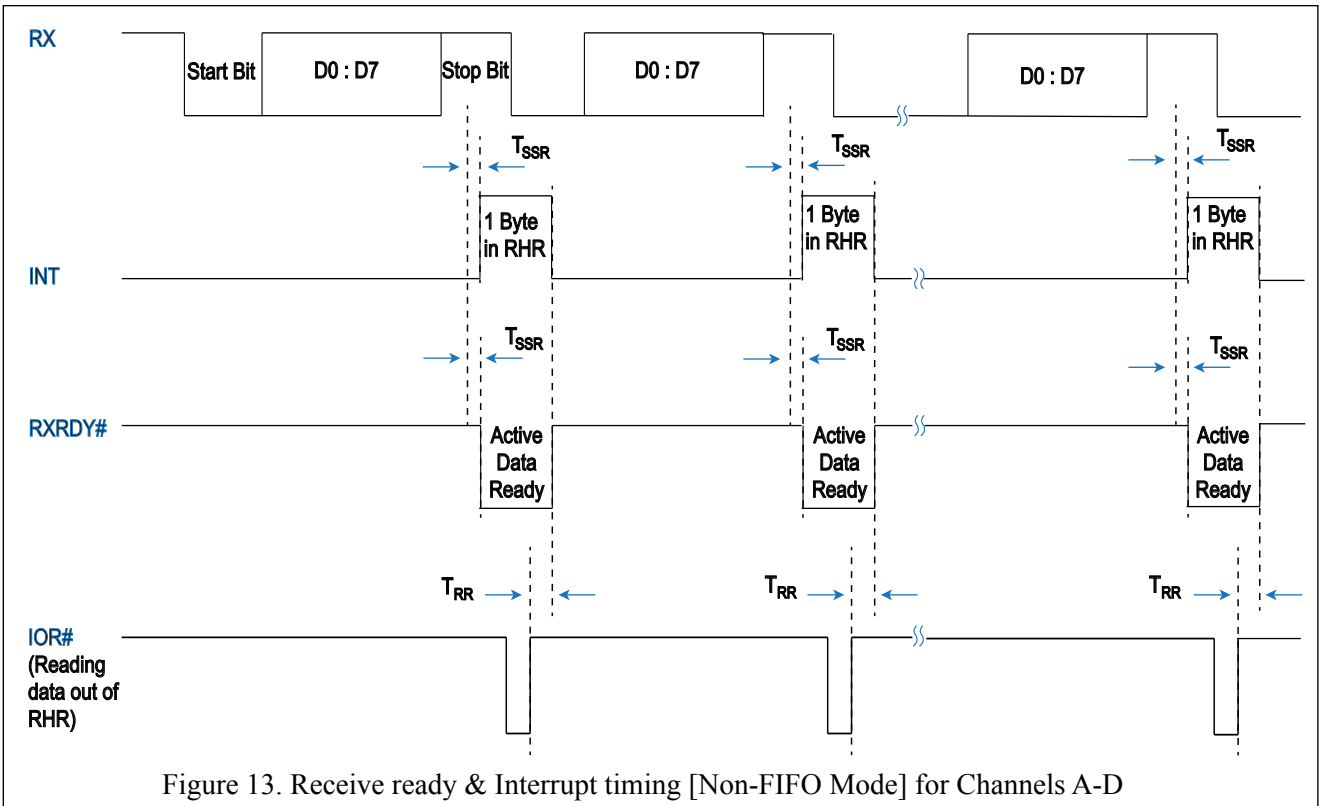 RX
Start Bit
D0 : D7
Stop Bit
D0 : D7
D0 : D7
TSSR
TSSR
TSSR
1 Byte
in RHR
1 Byte
in RHR
1 Byte
in RHR
INT
TSSR
TSSR
TSSR
RXRDY#
Active
Data
Ready
Active
Data
Ready
Active
Data
Ready
TRR
TRR
TRR
IOR#
(Reading
data out of
RHR)
Figure 13. Receive ready & Interrupt timing [Non-FIFO Mode] for Channels A-D